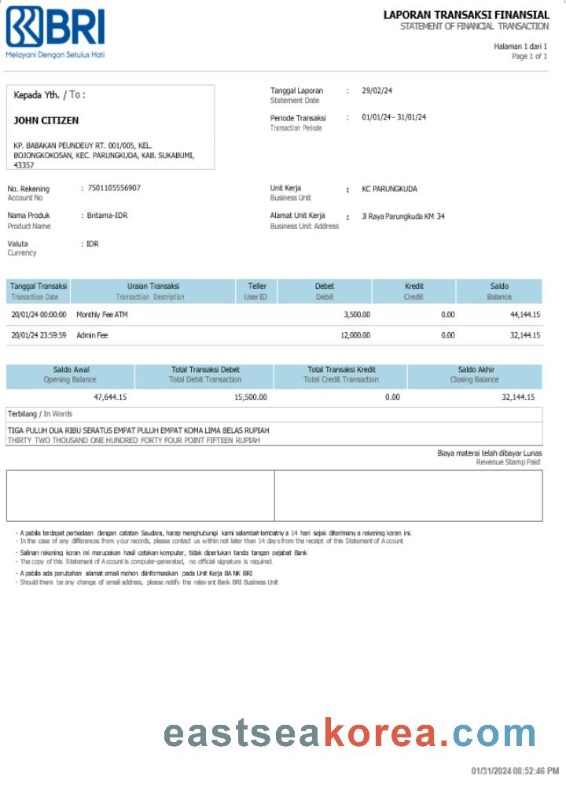 BRI
Melayani Dengan Setulus Hati
LAPORAN TRANSAKSI FINANSIAL
STATEMENT OF FINANCIAL TRANSACTION
Halaman 1 dari 1
Page 1 of 1
Kepada Yth. / To :
JOHN CITIZEN
KP. BABAKAN PEUNDEUY RT. 001/005, KEL.
BOJONGKOKOSAN, KEC. PARUNGKUDA, KAB. SUKABUMI,
43357
Tanggal Laporan : 29/02/24
Statement Date
Periode Transaksi : 01/01/24 - 31/01/24
Transaction Periode
No. Rekening : 7501105556907
Account No
Nama Produk : Britama-IDR
Product Name
Valuta : IDR
Currency
Unit Kerja : KC PARUNGKUDA
Business Unit
Alamat Unit Kerja : Jl Raya Parungkuda KM 34
Business Unit Address
Tanggal Transaksi Uraian Transaksi Teller Debet Kredit Saldo
Transaction Date Transaction Description User ID Debit Credit Balance
20/01/24 00:00:00 Monthly Fee ATM 3,500.00 0.00 44,144.15
20/01/24 23:59:59 Admin Fee 12,000.00 0.00 32,144.15
Saldo Awal Total Transaksi Debet Total Transaksi Kredit Saldo Akhir
Opening Balance Total Debit Transaction Total Credit Transaction Closing Balance
47,644.15 15,500.00 0.00 32,144.15
Terbilang / In Words
TIGA PULUH DUA RIBU SERATUS EMPAT PULUH EMPAT KOMA LIMA BELAS RUPIAH
THIRTY TWO THOUSAND ONE HUNDRED FORTY FOUR POINT FIFTEEN RUPIAH
Biaya materai telah dibayar Lunas
Revenue Stamp Paid
- Apabila terdapat perbedaan dengan catatan Saudara, harap menghubungi kami selambat-lambatnya 14 hari sejak diterimanya rekening koran ini.
- In the case of any differences from your records, please contact us within not later than 14 days from the receipt of this Statement of Account
- Salinan rekening koran ini merupakan hasil cetakan komputer, tidak diperlukan tanda tangan pejabat Bank
- The copy of this Statement of Account is computer-generated, no official signature is required.
- Apabila ada perubahan alamat email mohon diinformasikan pada Unit Kerja BANK BRI
- Should there be any change of email address, please notify the relevant Bank BRI Business Unit
eastseakorea.com
01/31/2024 08:52:46 PM